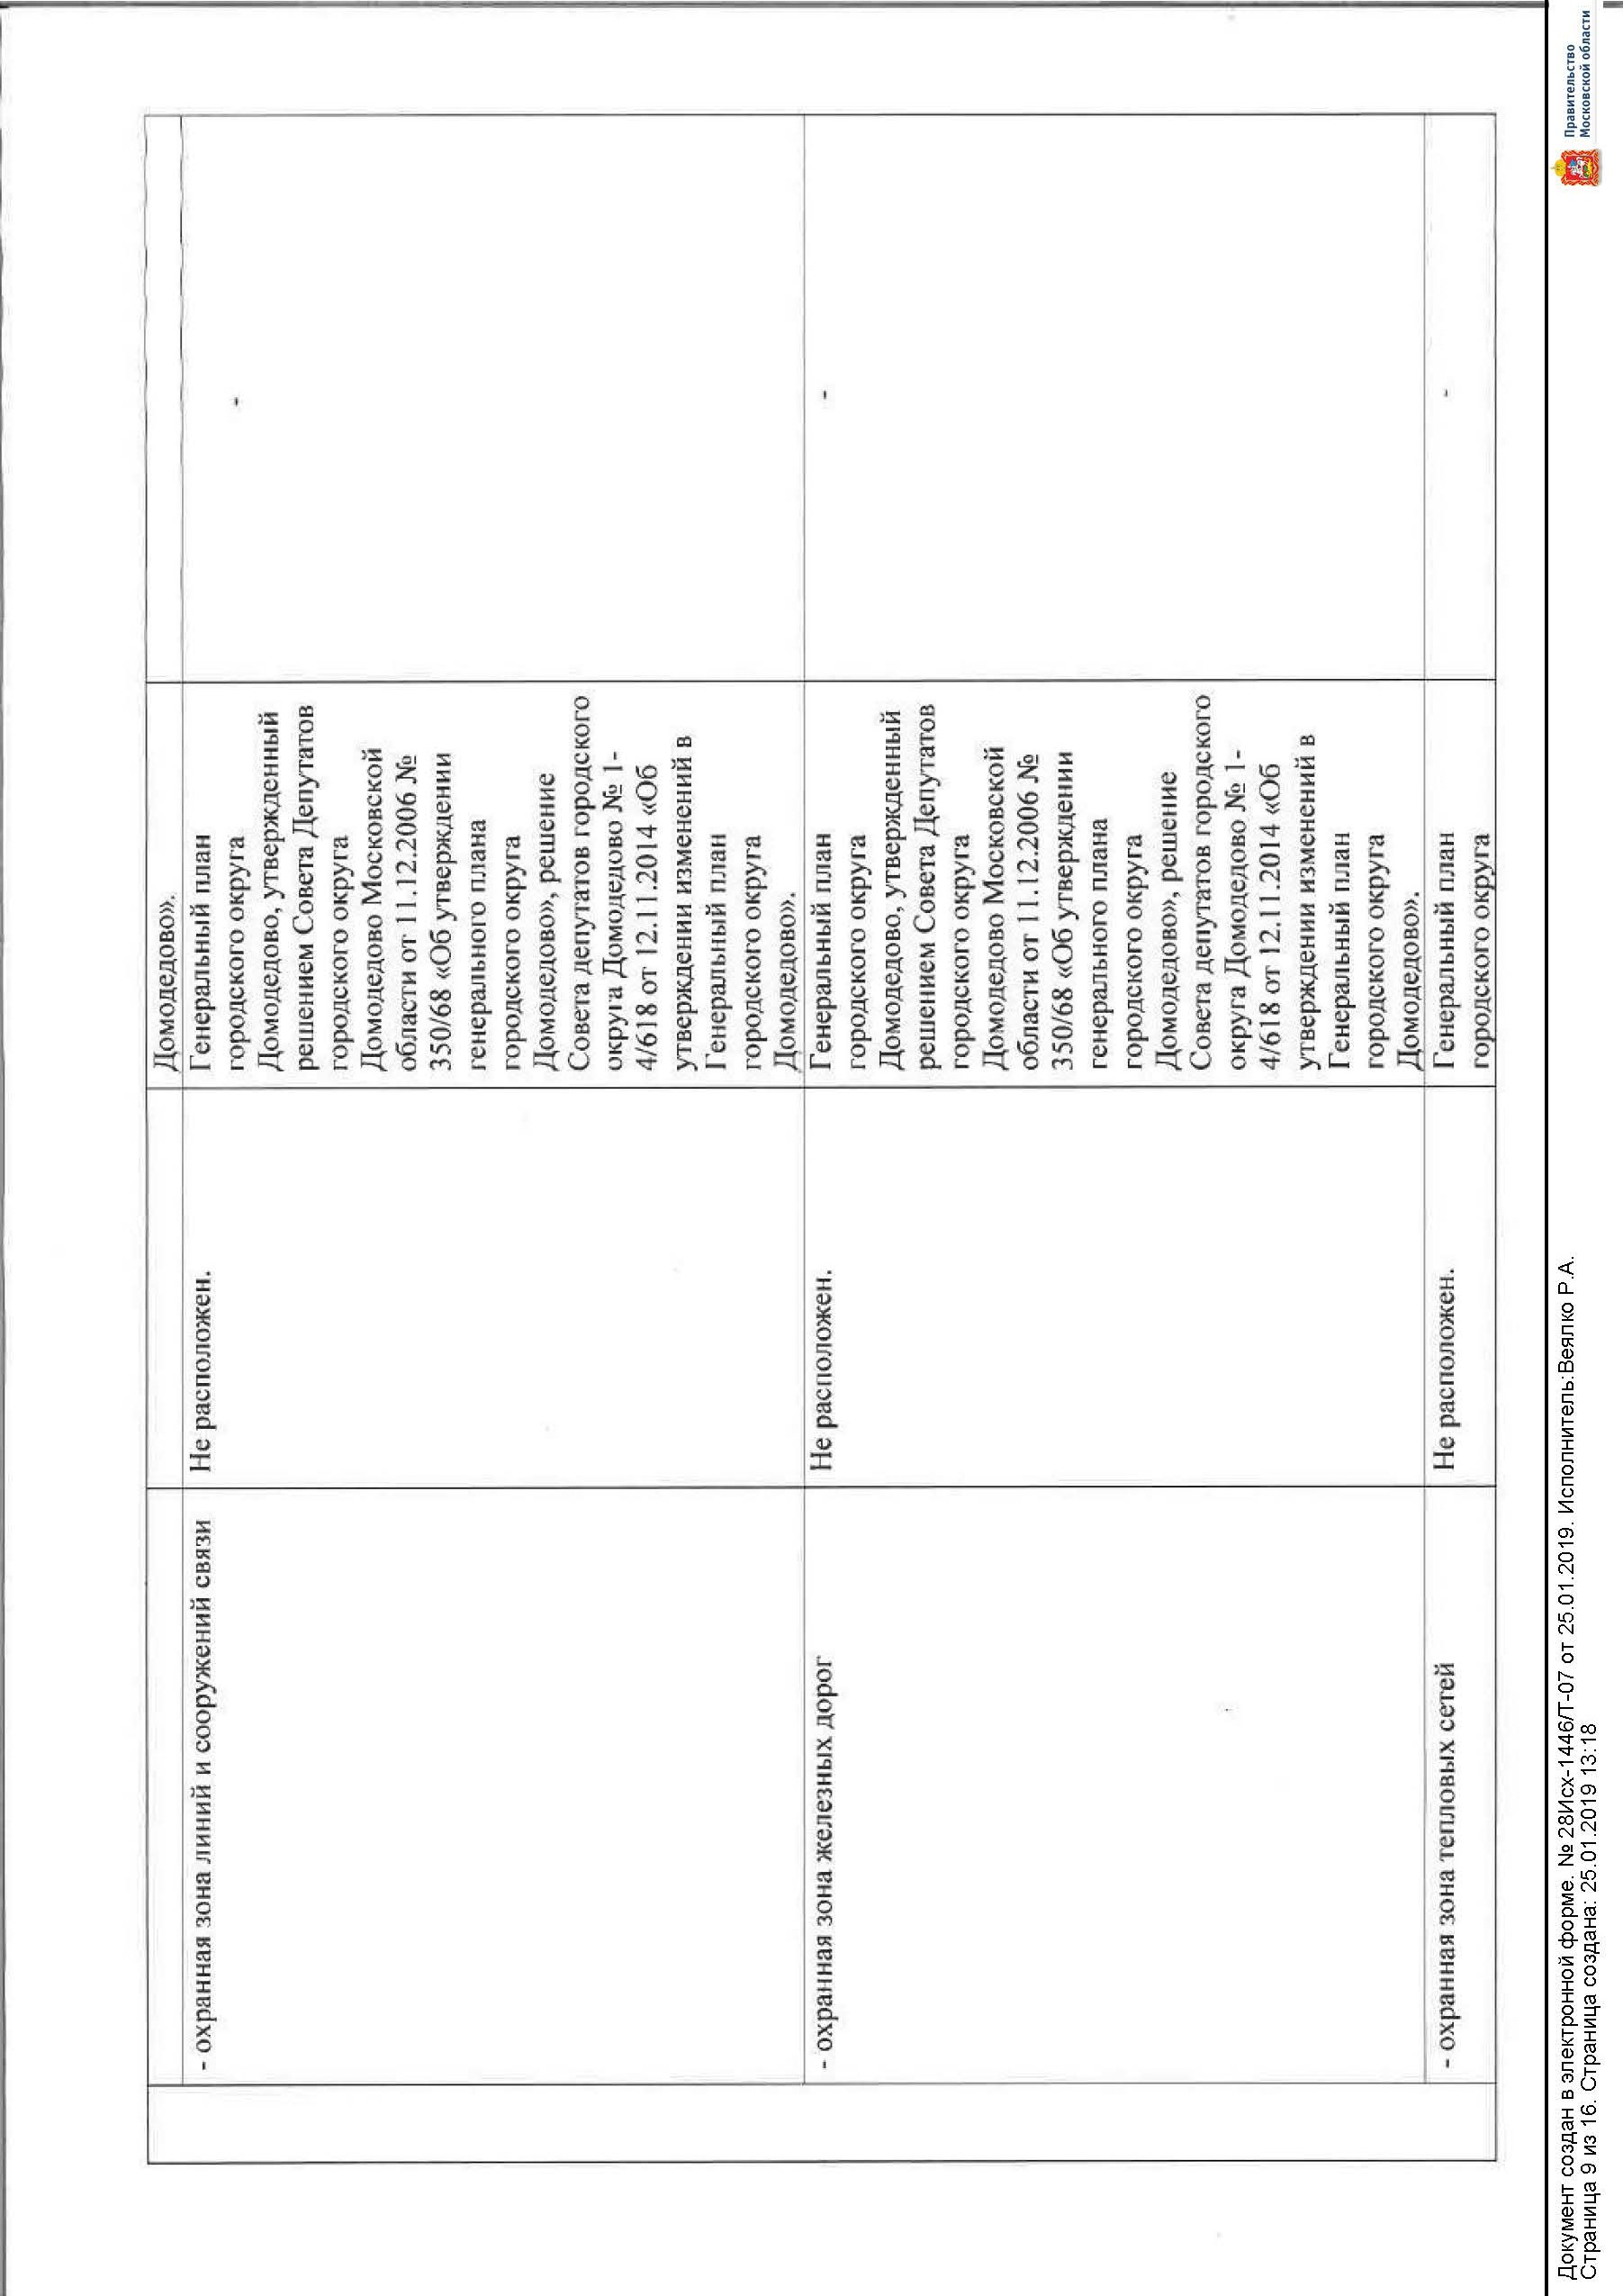 Домодедово».
- охранная зона линий и сооружений связи
Не расположен.
Генеральный план
городского округа
Домодедово, утвержденный
решением Совета Депутатов
городского округа
Домодедово Московской
области от 11.12.2006 №
350/68 «Об утверждении
генерального плана
городского округа
Домодедово», решение
Совета депутатов городского
округа Домодедово № 1-
4/618 от 12.11.2014 «Об
утверждении изменений в
Генеральный план
городского округа
Домодедово».
-
- охранная зона железных дорог
Не расположен.
Генеральный план
городского округа
Домодедово, утвержденный
решением Совета Депутатов
городского округа
Домодедово Московской
области от 11.12.2006 №
350/68 «Об утверждении
генерального плана
городского округа
Домодедово», решение
Совета депутатов городского
округа Домодедово № 1-
4/618 от 12.11.2014 «Об
утверждении изменений в
Генеральный план
городского округа
Домодедово».
-
- охранная зона тепловых сетей
Не расположен.
Генеральный план
городского округа
-
Документ создан в электронной форме. № 28Исх-1446/Т-07 от 25.01.2019. Исполнитель:Веялко Р.А.
Страница 9 из 16. Страница создана: 25.01.2019 13:18
Правительство
Московской области